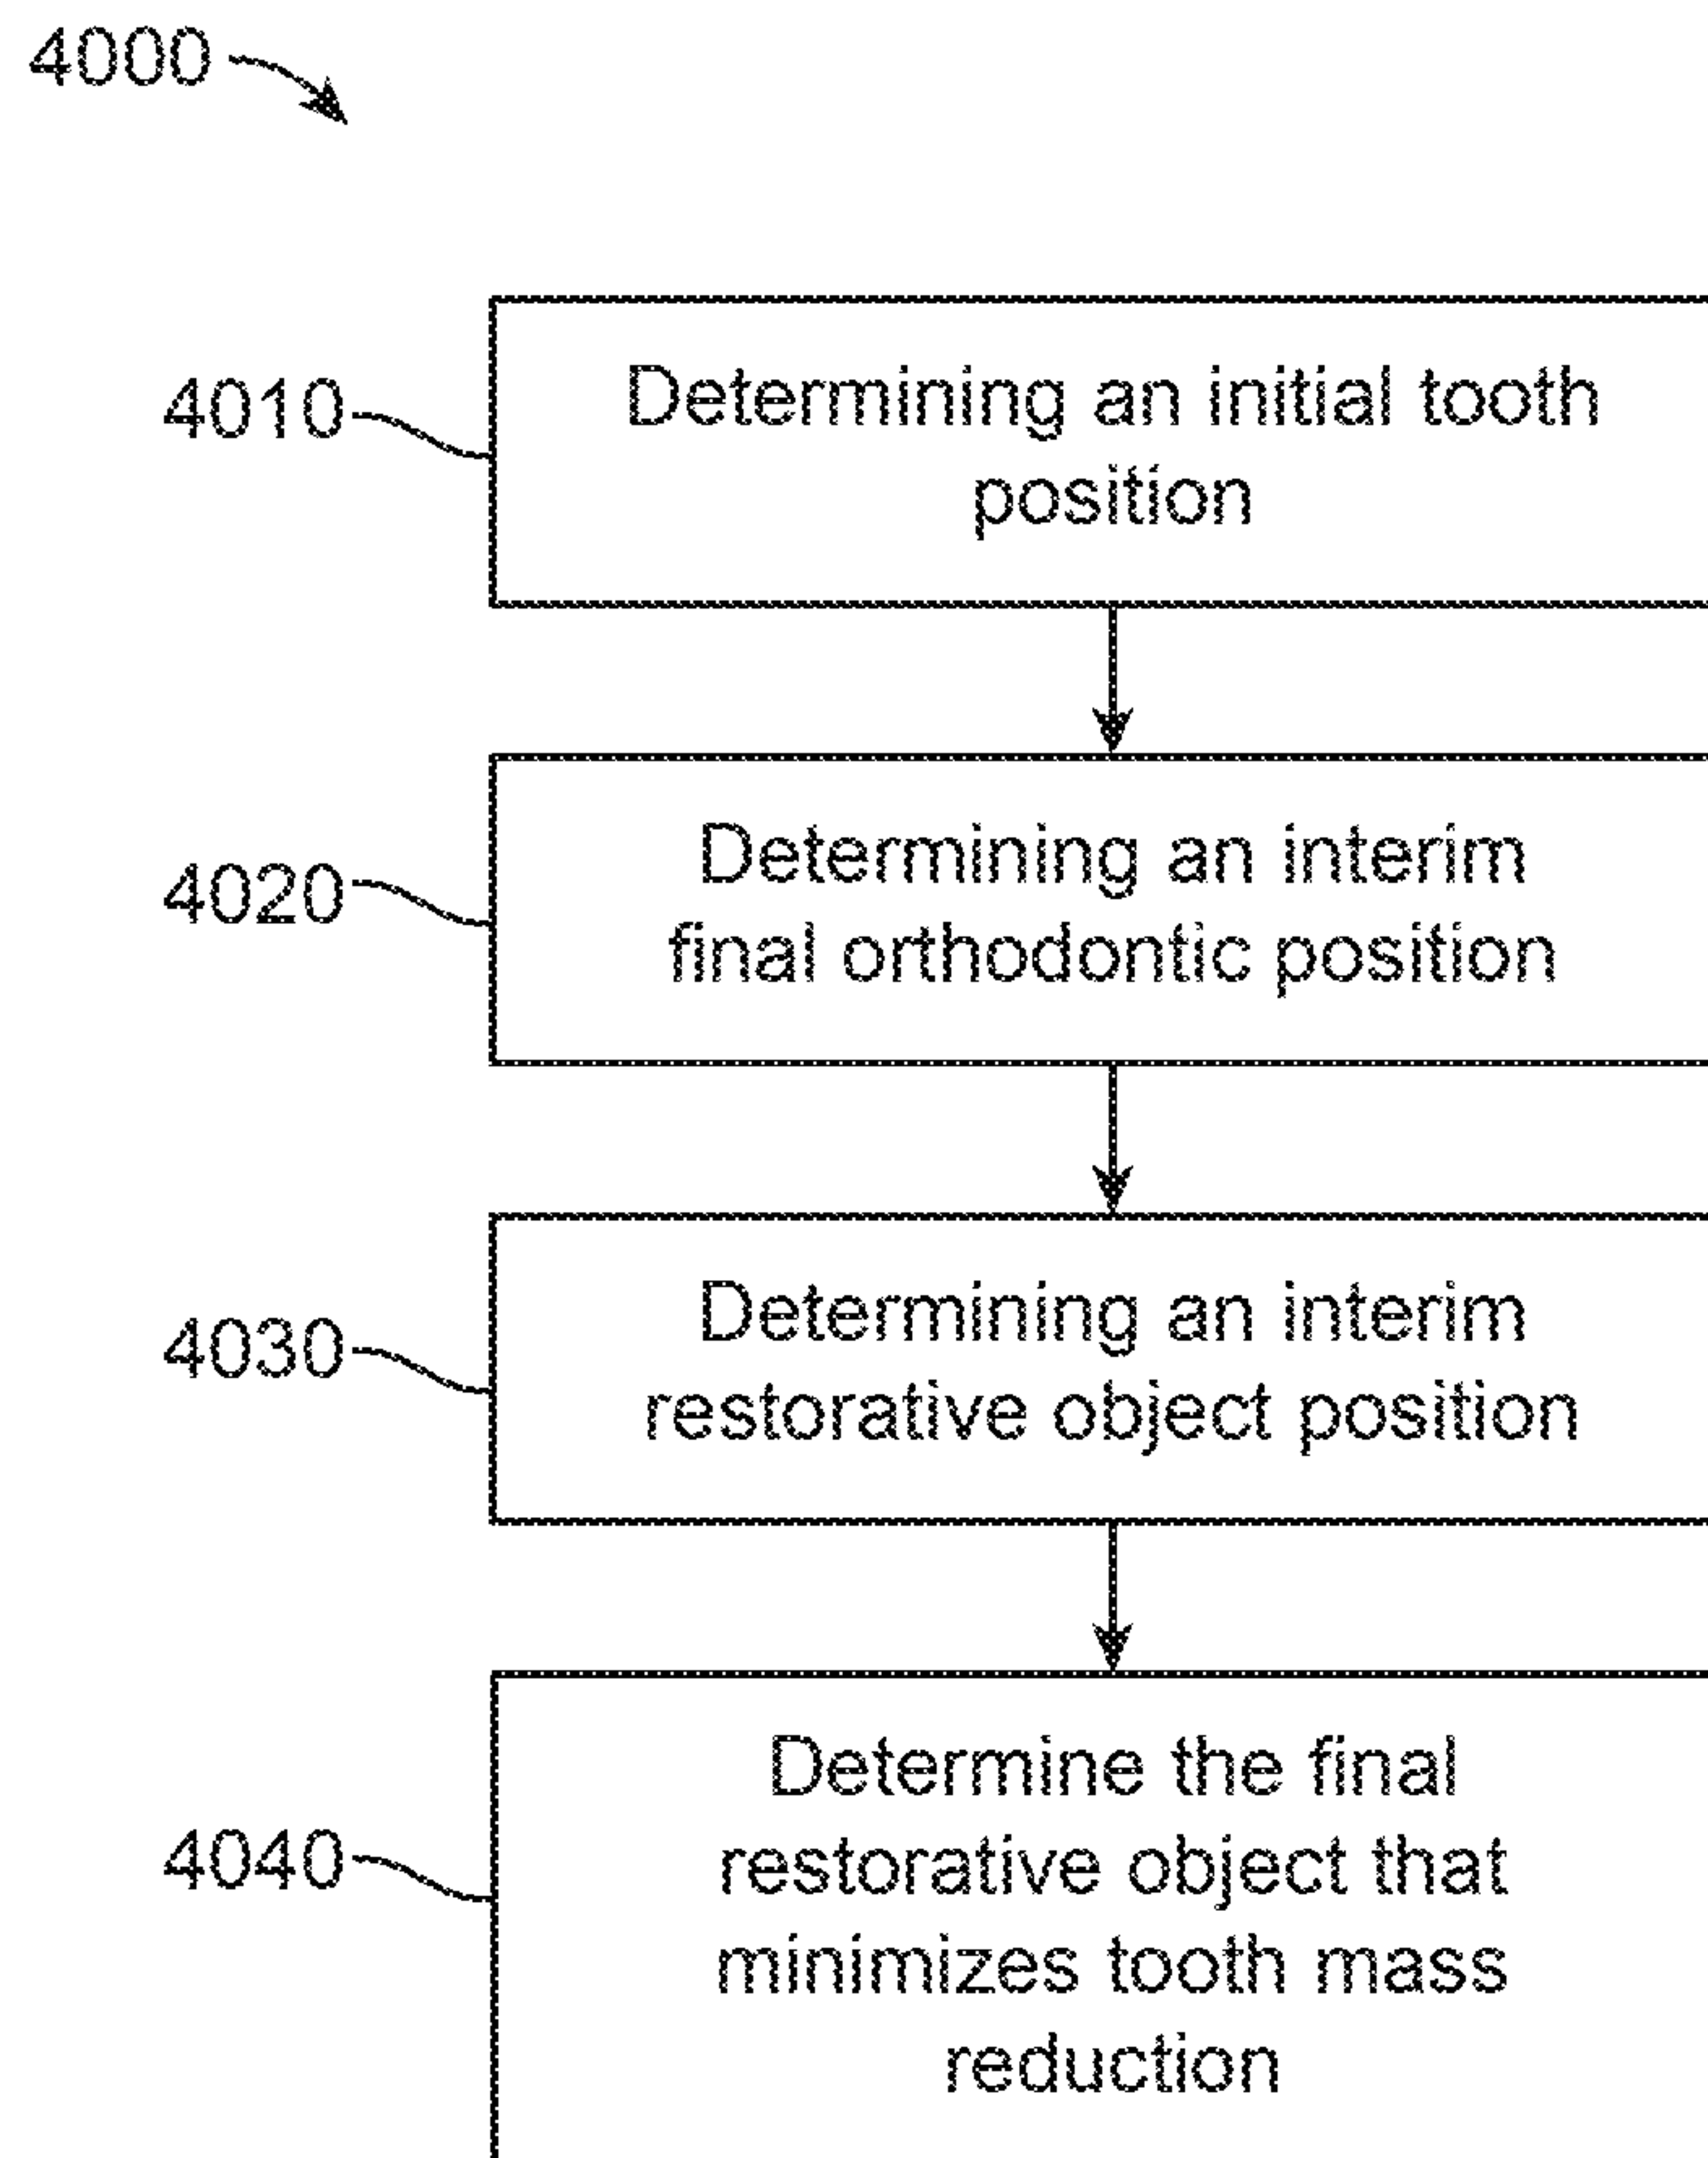 4000
4010
Determining an initial tooth
position
4020
Determining an interim
final orthodontic position
4030
Determining an interim
restorative object position
4040
Determine the final
restorative object that
minimizes tooth mass
reduction